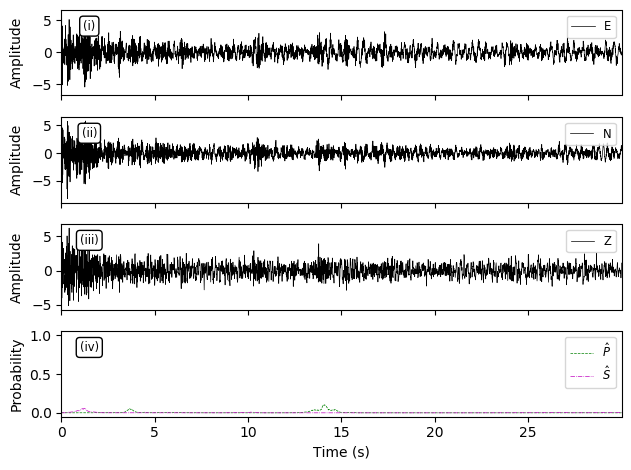 Amplitude
5
0
−5
(i)
E
Amplitude
5
0
−5
(ii)
N
Amplitude
5
0
−5
(iii)
Z
Probability
1.0
0.5
0.0
(iv)
P̂
Ŝ
0 5 10 15 20 25
Time (s)